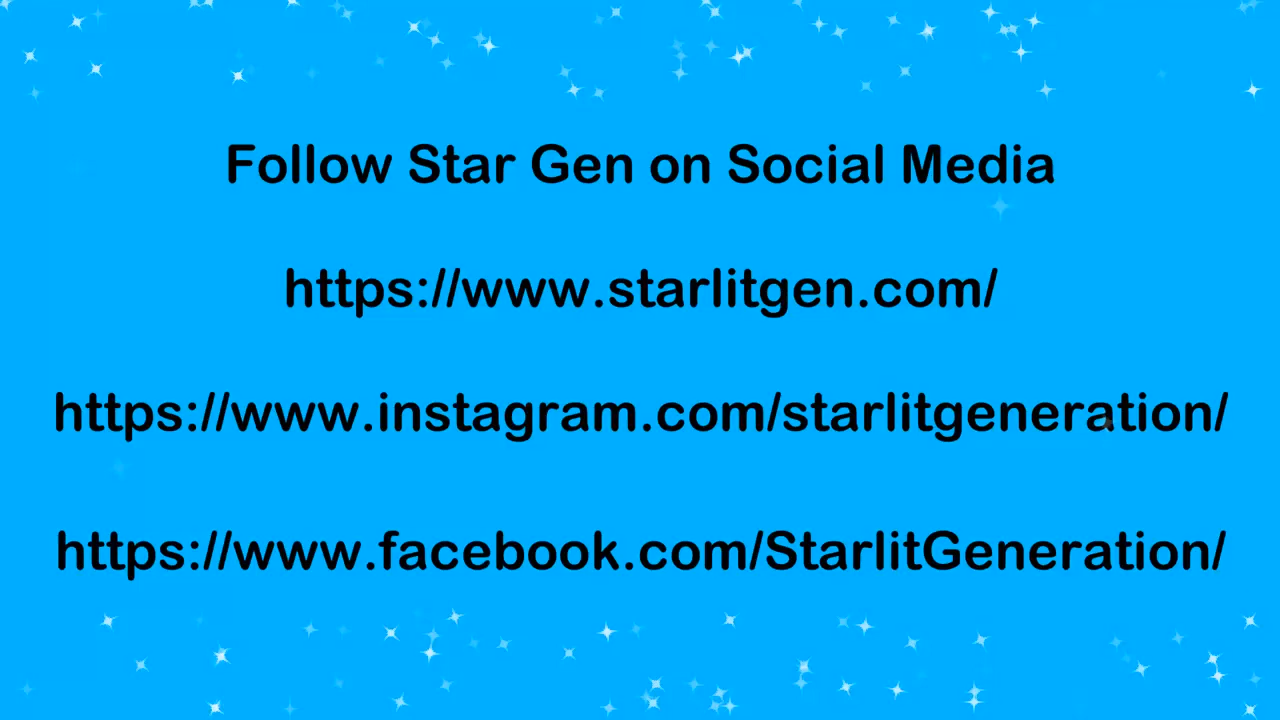 Follow Star Gen on Social Media
https://www.starlitgen.com/
https://www.instagram.com/starlitgeneration/
https://www.facebook.com/StarlitGeneration/